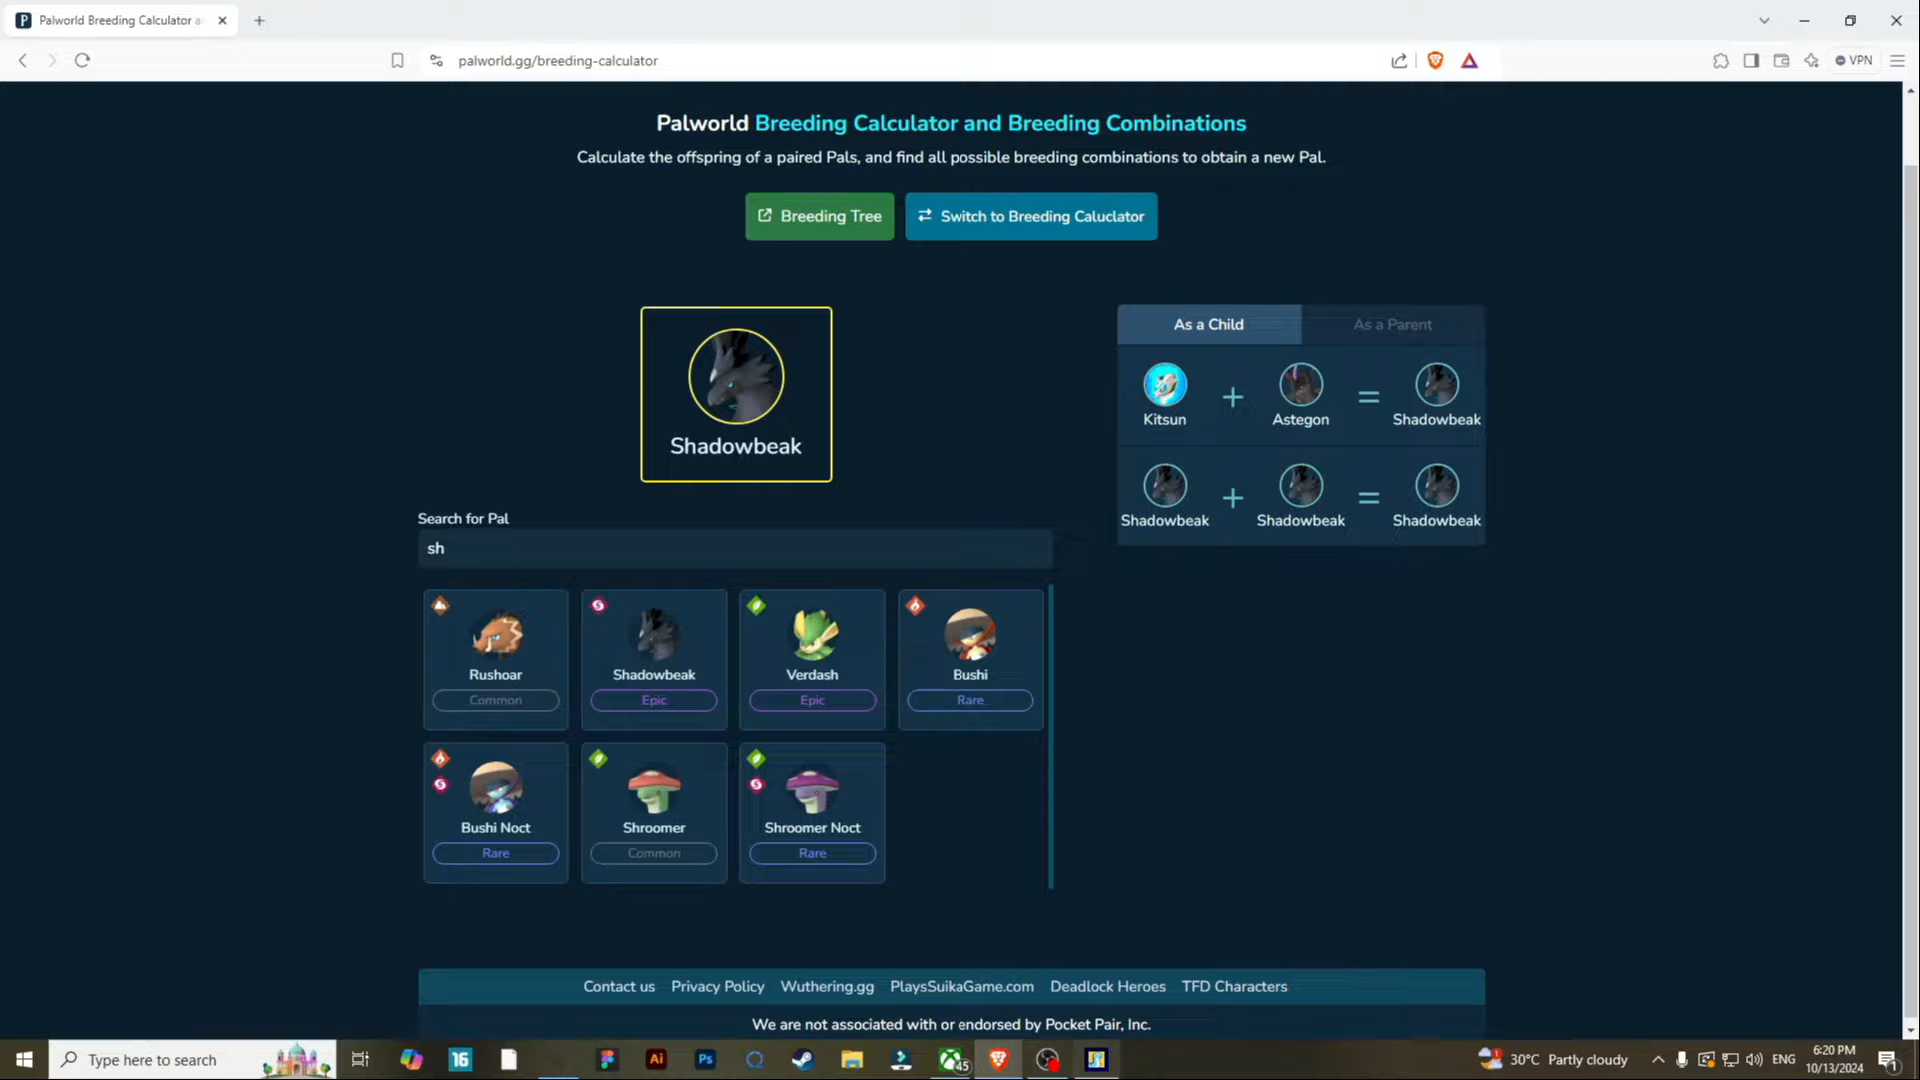 Palworld Breeding Calculator a
palworld.gg/breeding-calculator
VPN
Palworld Breeding Calculator and Breeding Combinations
Calculate the offspring of a paired Pals, and find all possible breeding combinations to obtain a new Pal.
Breeding Tree
Switch to Breeding Caluclator
Shadowbeak
As a Child
As a Parent
Kitsun + Astegon = Shadowbeak
Shadowbeak + Shadowbeak = Shadowbeak
Search for Pal
sh
Rushoar Shadowbeak Verdash Bushi
Common Epic Epic Rare
Bushi Noct Shroomer Shroomer Noct
Rare Common Rare
Contact us Privacy Policy Wuthering.gg PlaysSuikaGame.com Deadlock Heroes TFD Characters
We are not associated with or endorsed by Pocket Pair, Inc.
Type here to search
16
Ai
Ps
45
30°C Partly cloudy
ENG
6:20 PM
10/13/2024
1